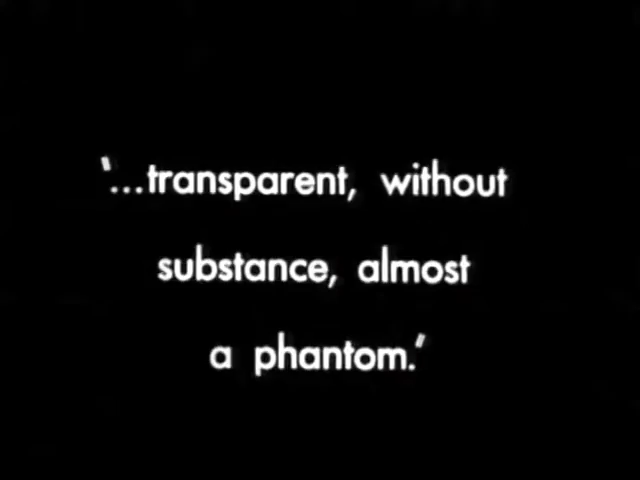 ‘...transparent, without
substance, almost
a phantom.’